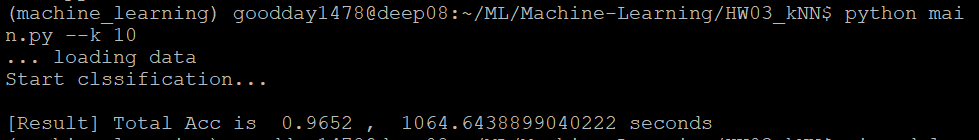 (machine_learning) goodday1478@deep08:~/ML/Machine-Learning/HW03_kNN$ python mai
n.py --k 10
... loading data
Start clssification...
[Result] Total Acc is  0.9652 ,  1064.6438899040222 seconds